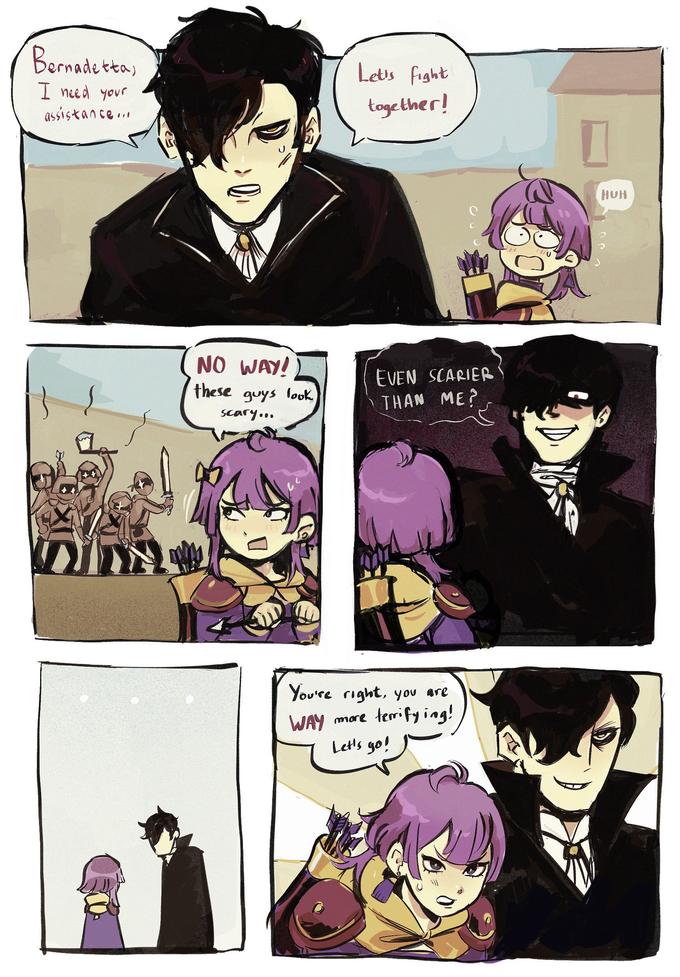 Bernadetta,
I need your
assistance...
Let's fight
together!
HUH
NO WAY!
these guys look
scary...
EVEN SCARIER
THAN ME?
You're right, you are
WAY more terrifying!
Let's go!